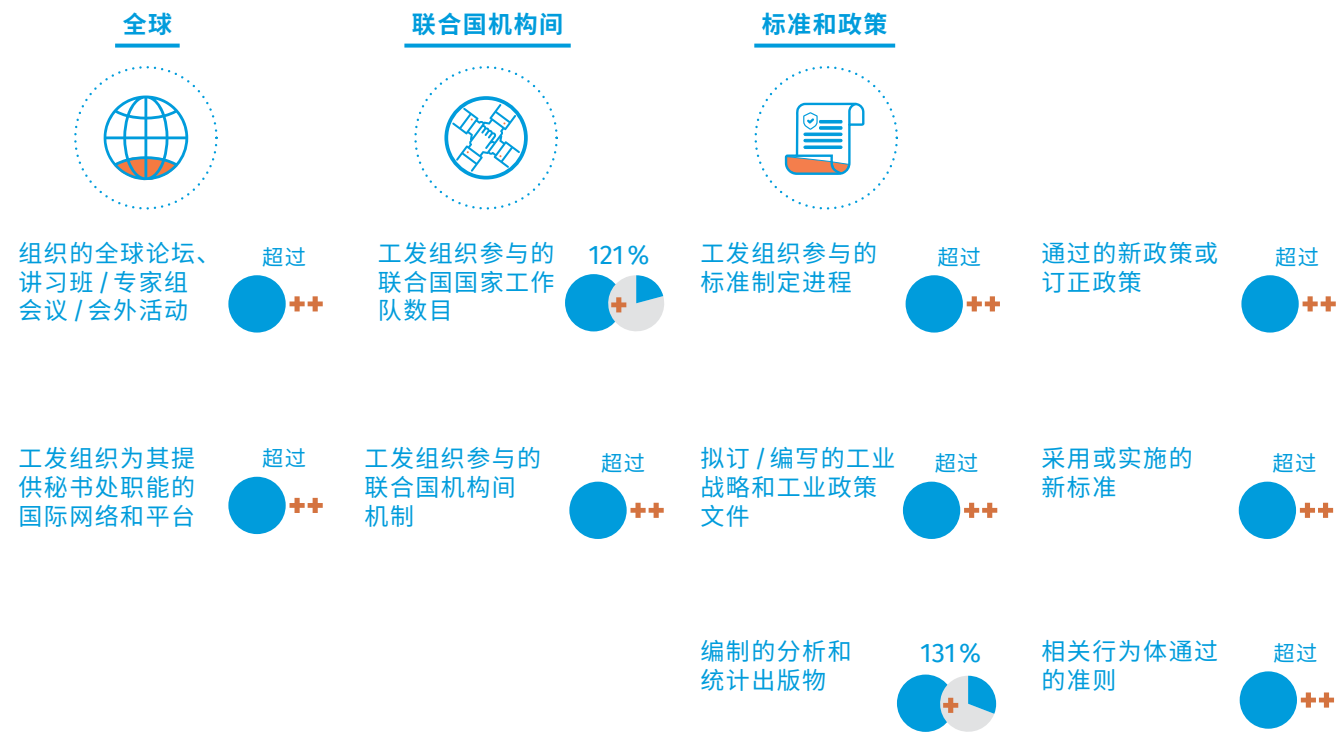 全球
联合国机构间
标准和政策
组织的全球论坛、
讲习班 / 专家组
会议 / 会外活动
超过
++
工发组织参与的
联合国国家工作
队数目
121%
+
工发组织参与的
标准制定进程
超过
++
通过的新政策或
订正政策
超过
++
工发组织为其提
供秘书处职能的
国际网络和平台
超过
++
工发组织参与的
联合国机构间
机制
超过
++
拟订 / 编写的工业
战略和工业政策
文件
超过
++
采用或实施的
新标准
超过
++
编制的分析和
统计出版物
131%
+
相关行为体通过
的准则
超过
++